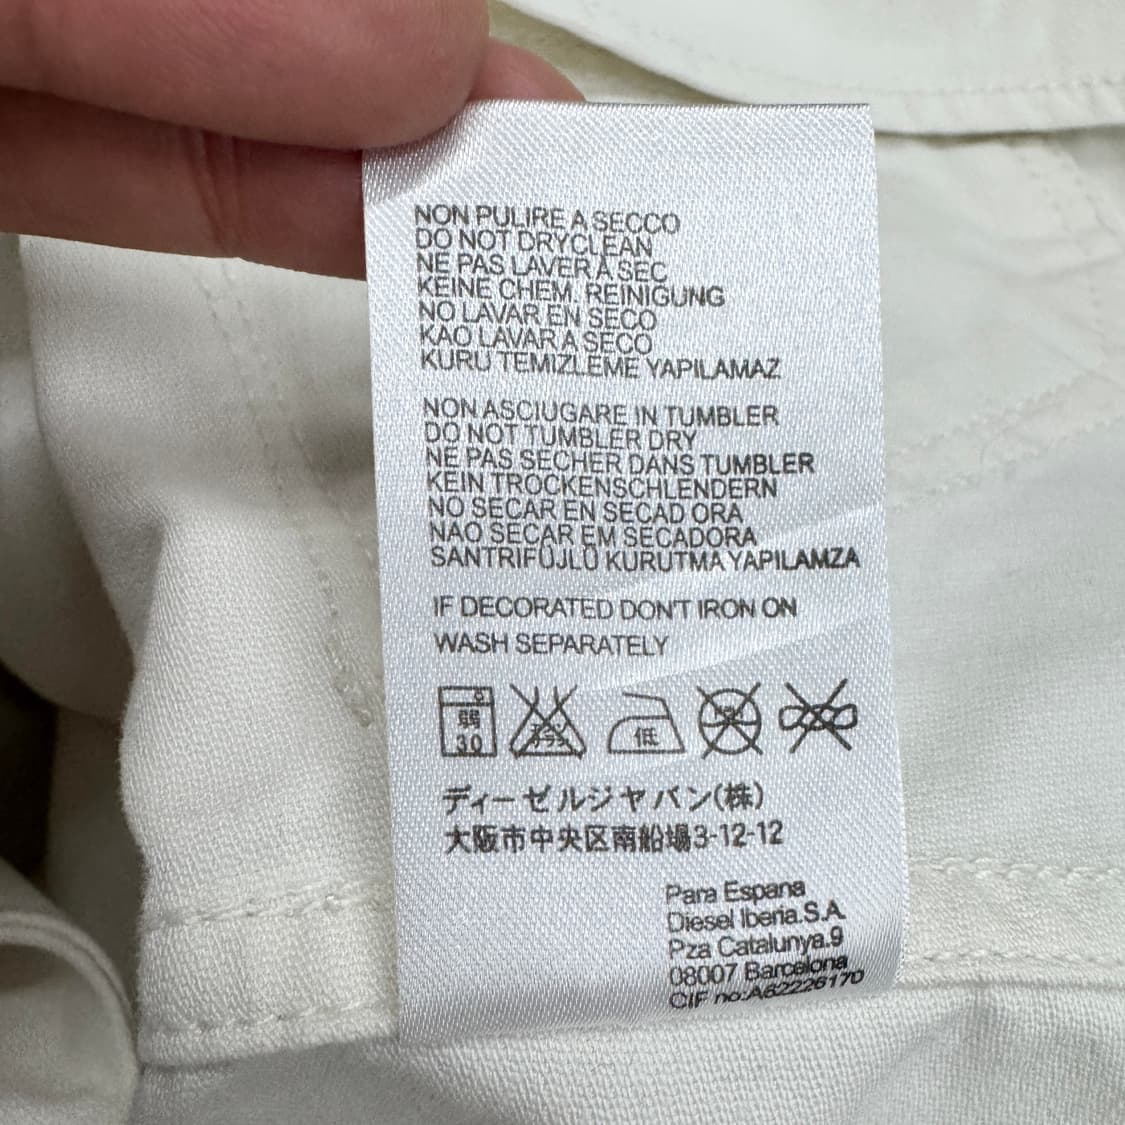 NON PULIRE A SECCO
DO NOT DRYCLEAN
NE PAS LAVER À SEC
KEINE CHEM. REINIGUNG
NO LAVAR EN SECO
KAO LAVAR A SECO
KURU TEMIZLEME YAPILAMAZ
NON ASCIUGARE IN TUMBLER
DO NOT TUMBLER DRY
NE PAS SECHER DANS TUMBLER
KEIN TROCKENSCHLENDERN
NO SECAR EN SECAD ORA
NAO SECAR EM SECADORA
SANTRIFÜJLÜ KURUTMA YAPILAMZA
IF DECORATED DON'T IRON ON
WASH SEPARATELY
弱 30 低
ディーゼルジャパン(株)
大阪市中央区南船場3-12-12
Para Espana
Diesel Iberia.S.A.
Pza Catalunya.9
08007 Barcelona
CIF no:A62226170